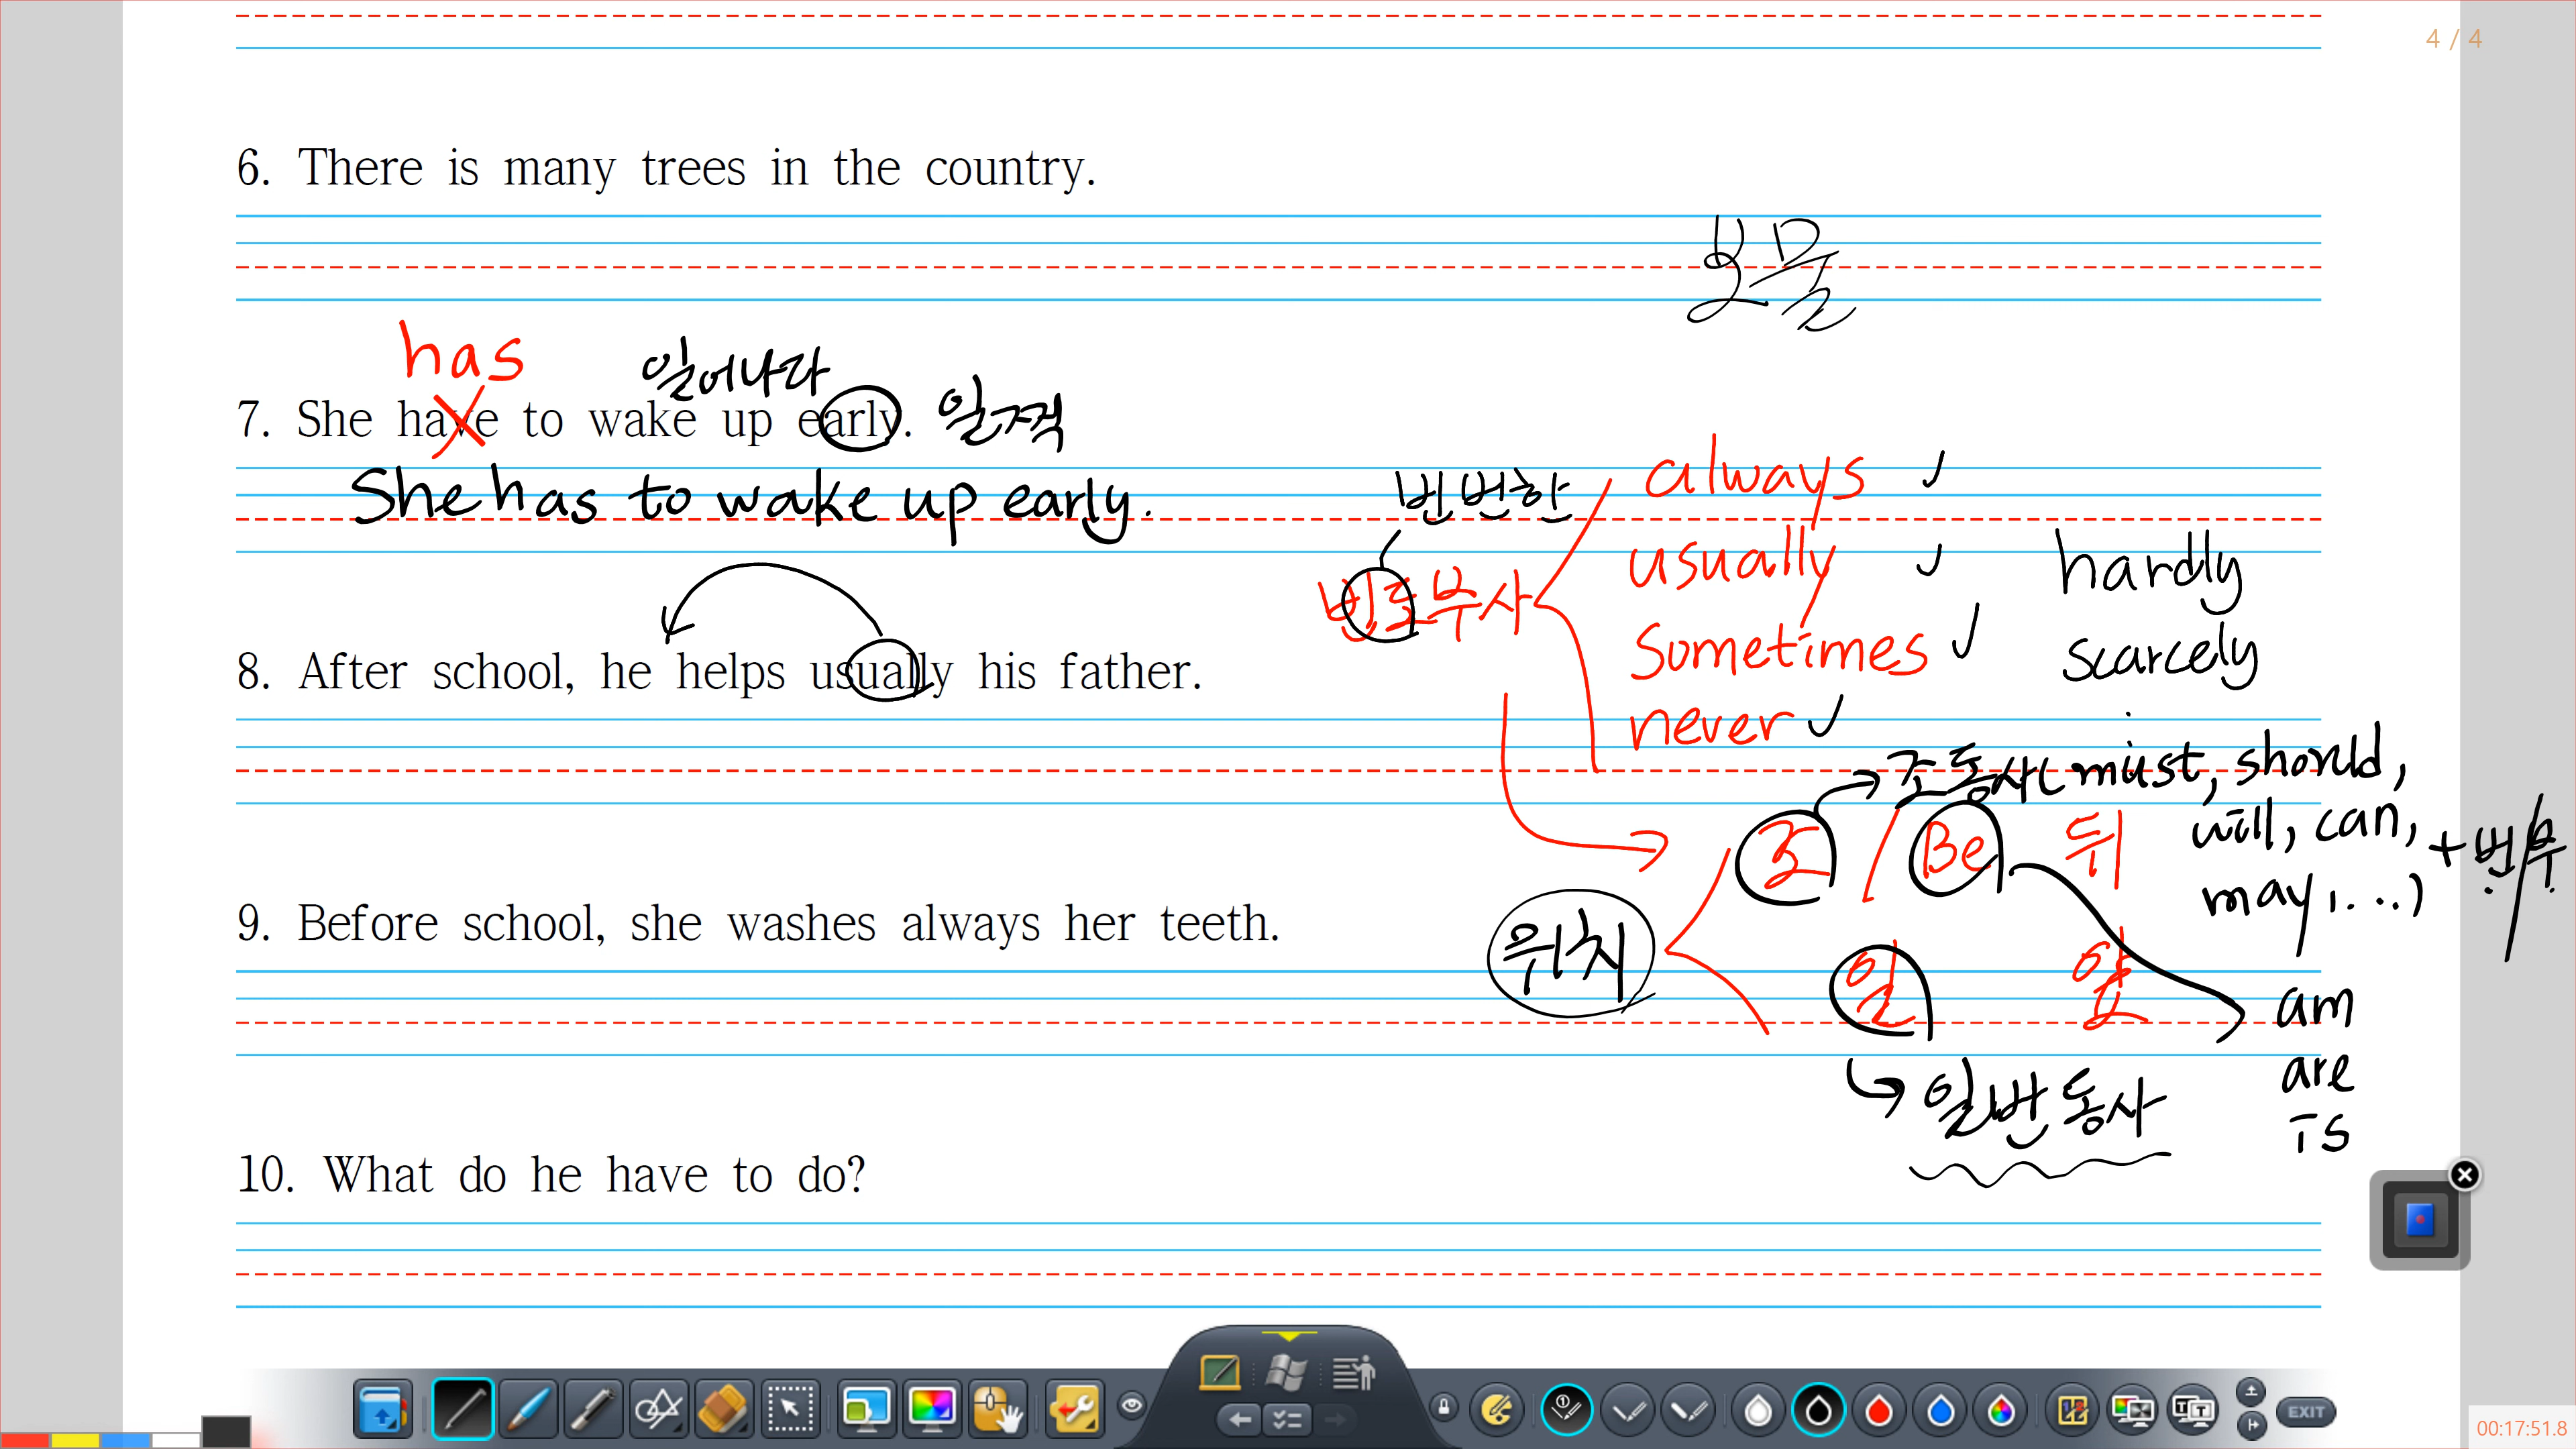 4 / 4
6. There is many trees in the country.
has
일어나다
7. She have to wake up early. 일찍
She has to wake up early.
빈번한
빈도부사
always
usually
sometimes
never
hardly
scarcely
8. After school, he helps usually his father.
조동사( must, should,
will, can,
may, ...)
+ 빈부
조 / Be 뒤
위치
일 앞
9. Before school, she washes always her teeth.
am
are
is
일반동사
10. What do he have to do?
EXIT
00:17:51.8